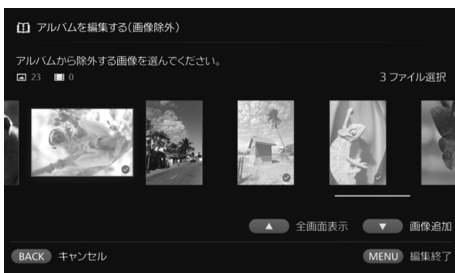 アルバムを編集する(画像除外)
アルバムから除外する画像を選んでください。
23 0
3 ファイル選択
▲ 全画面表示 ▼ 画像追加
BACK キャンセル
MENU 編集終了